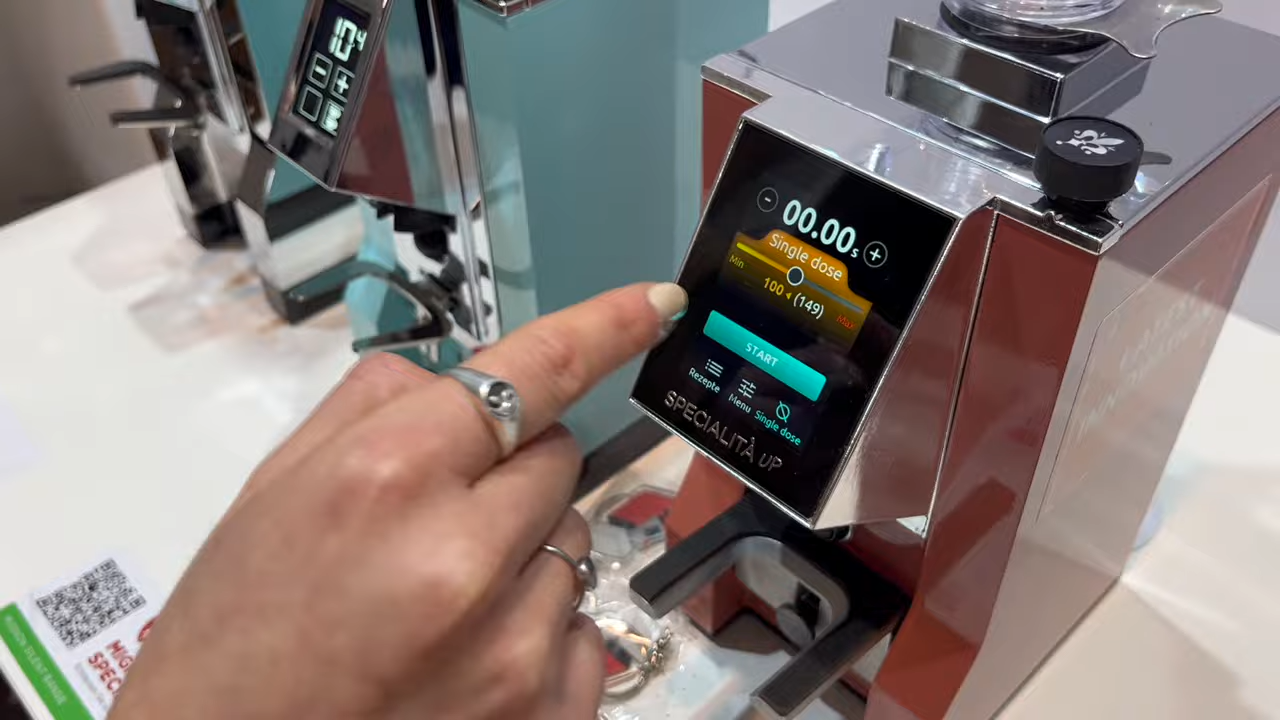 104
- +
- 00.00s +
Single dose
Min
100 (149)
Max
START
Rezepte Menu Single dose
SPECIALITÀ UP